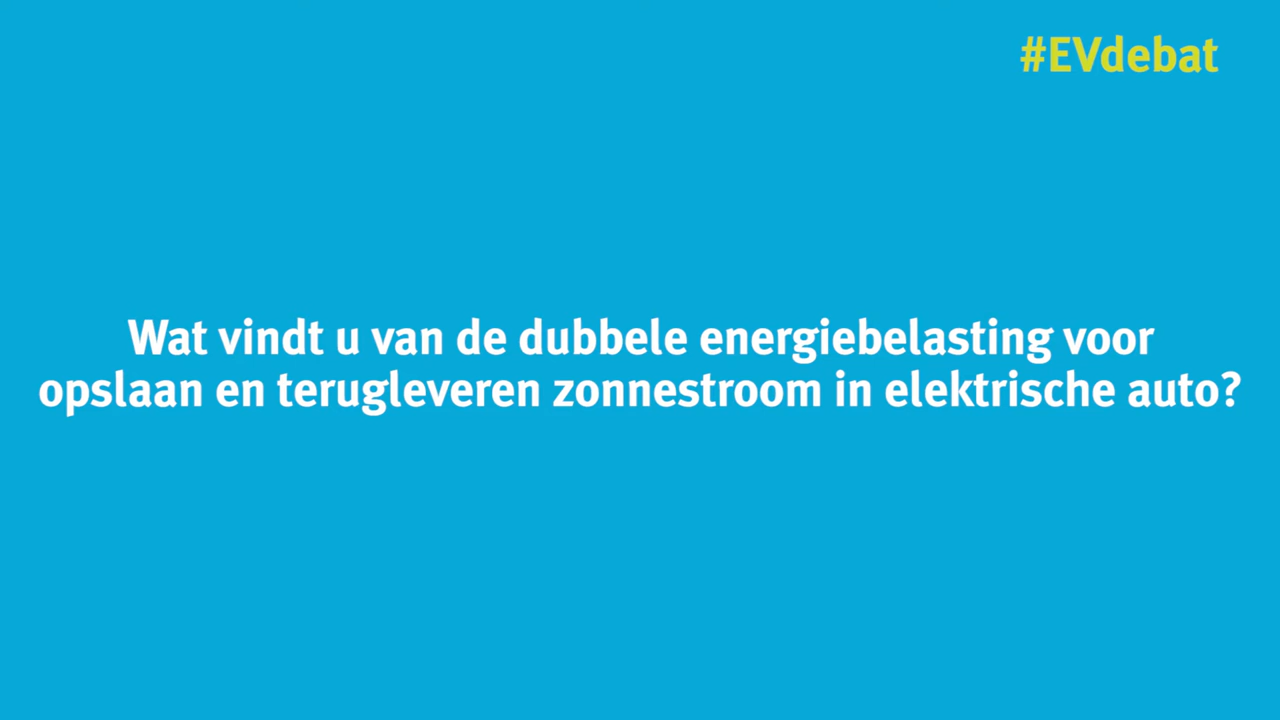 #EVdebat
Wat vindt u van de dubbele energiebelasting voor
opslaan en terugleveren zonnestroom in elektrische auto?